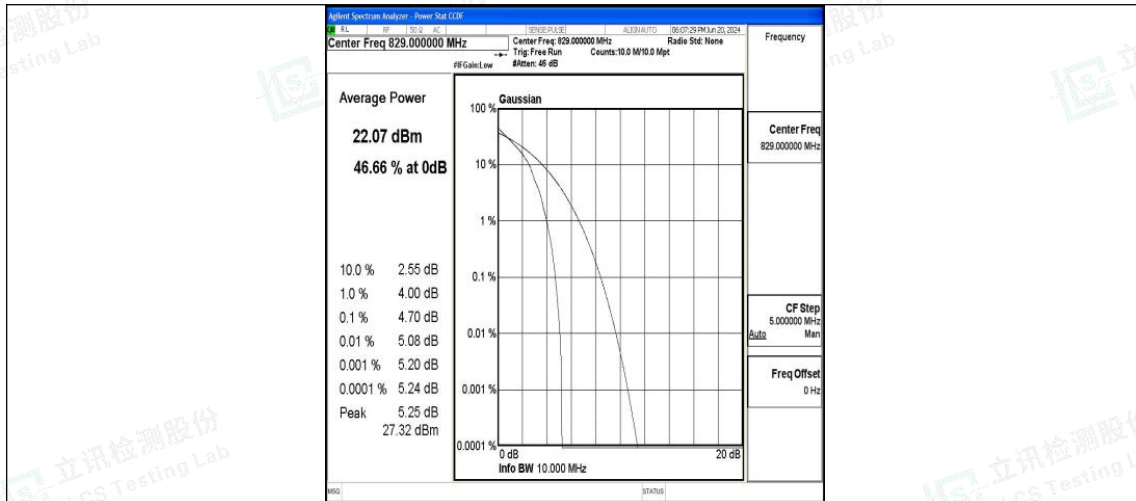 Agilent Spectrum Analyzer - Power Stat CCDF
RL RF 50 Ω AC SENSE:PULSE ALIGN AUTO 06:07:29 PM Jun 20, 2024
Center Freq 829.000000 MHz
Center Freq: 829.000000 MHz Radio Std: None
Trig: Free Run Counts:10.0 M/10.0 Mpt
#IFGain:Low #Atten: 46 dB
Frequency
Average Power
22.07 dBm
46.66 % at 0dB
10.0 % 2.55 dB
1.0 % 4.00 dB
0.1 % 4.70 dB
0.01 % 5.08 dB
0.001 % 5.20 dB
0.0001 % 5.24 dB
Peak 5.25 dB
27.32 dBm
Gaussian
100 %
10 %
1 %
0.1 %
0.01 %
0.001 %
0.0001 %
0 dB 20 dB
Info BW 10.000 MHz
Center Freq
829.000000 MHz
CF Step
5.000000 MHz
Auto Man
Freq Offset
0 Hz
MSG STATUS
立讯检测股份
LCS Testing Lab
立讯检测股份